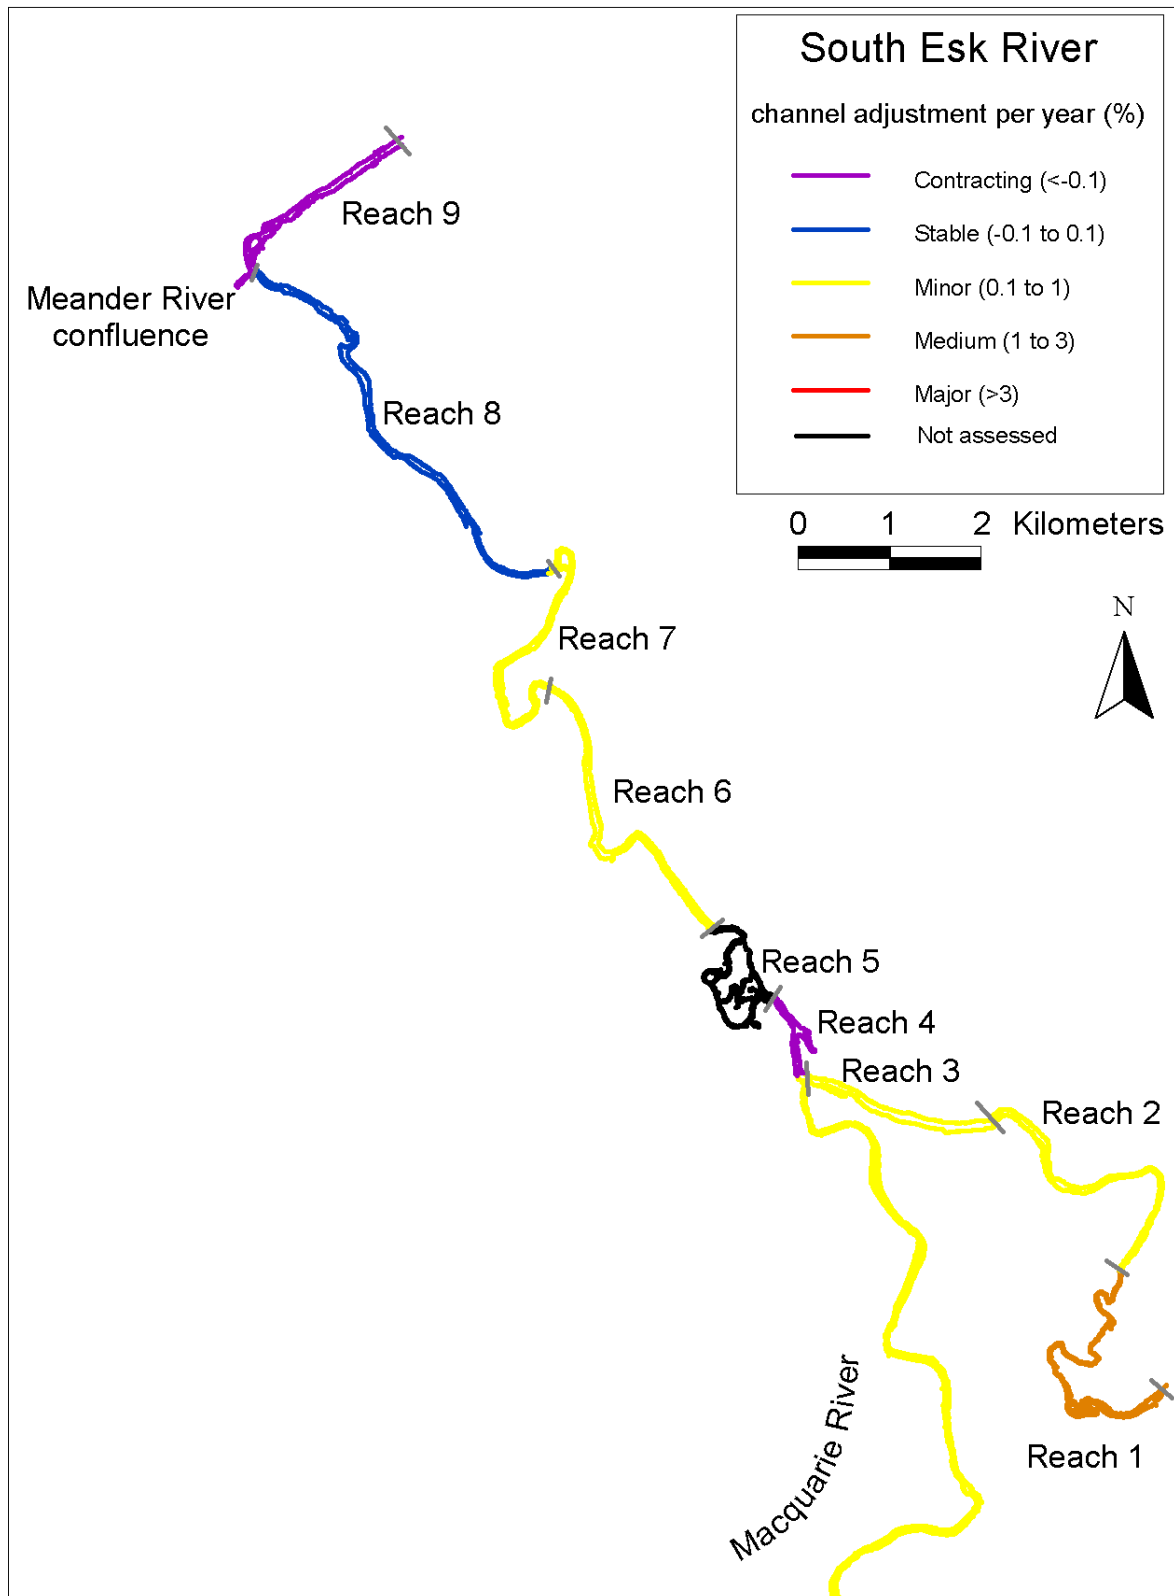 South Esk River
channel adjustment per year (%)
Contracting (<-0.1)
Stable (-0.1 to 0.1)
Minor (0.1 to 1)
Medium (1 to 3)
Major (>3)
Not assessed
0 1 2 Kilometers
N
Reach 9
Meander River
confluence
Reach 8
Reach 7
Reach 6
Reach 5
Reach 4
Reach 3
Reach 2
Macquarie River
Reach 1